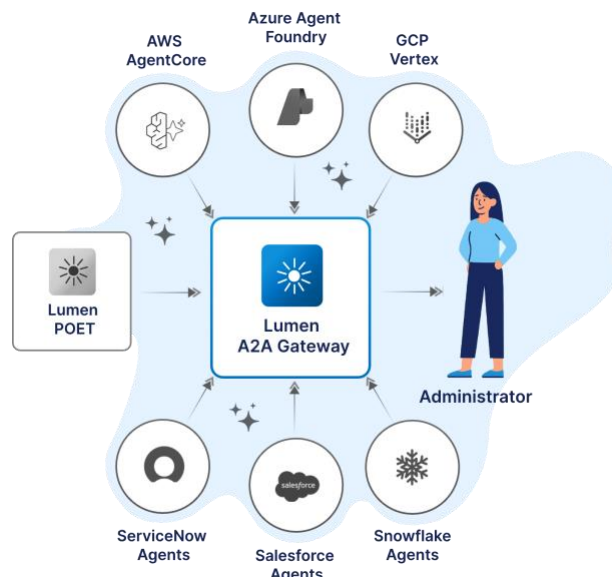 AWS
AgentCore
Azure Agent
Foundry
GCP
Vertex
Lumen
POET
Lumen
A2A Gateway
Administrator
ServiceNow
Agents
salesforce
Salesforce
Agents
Snowflake
Agents